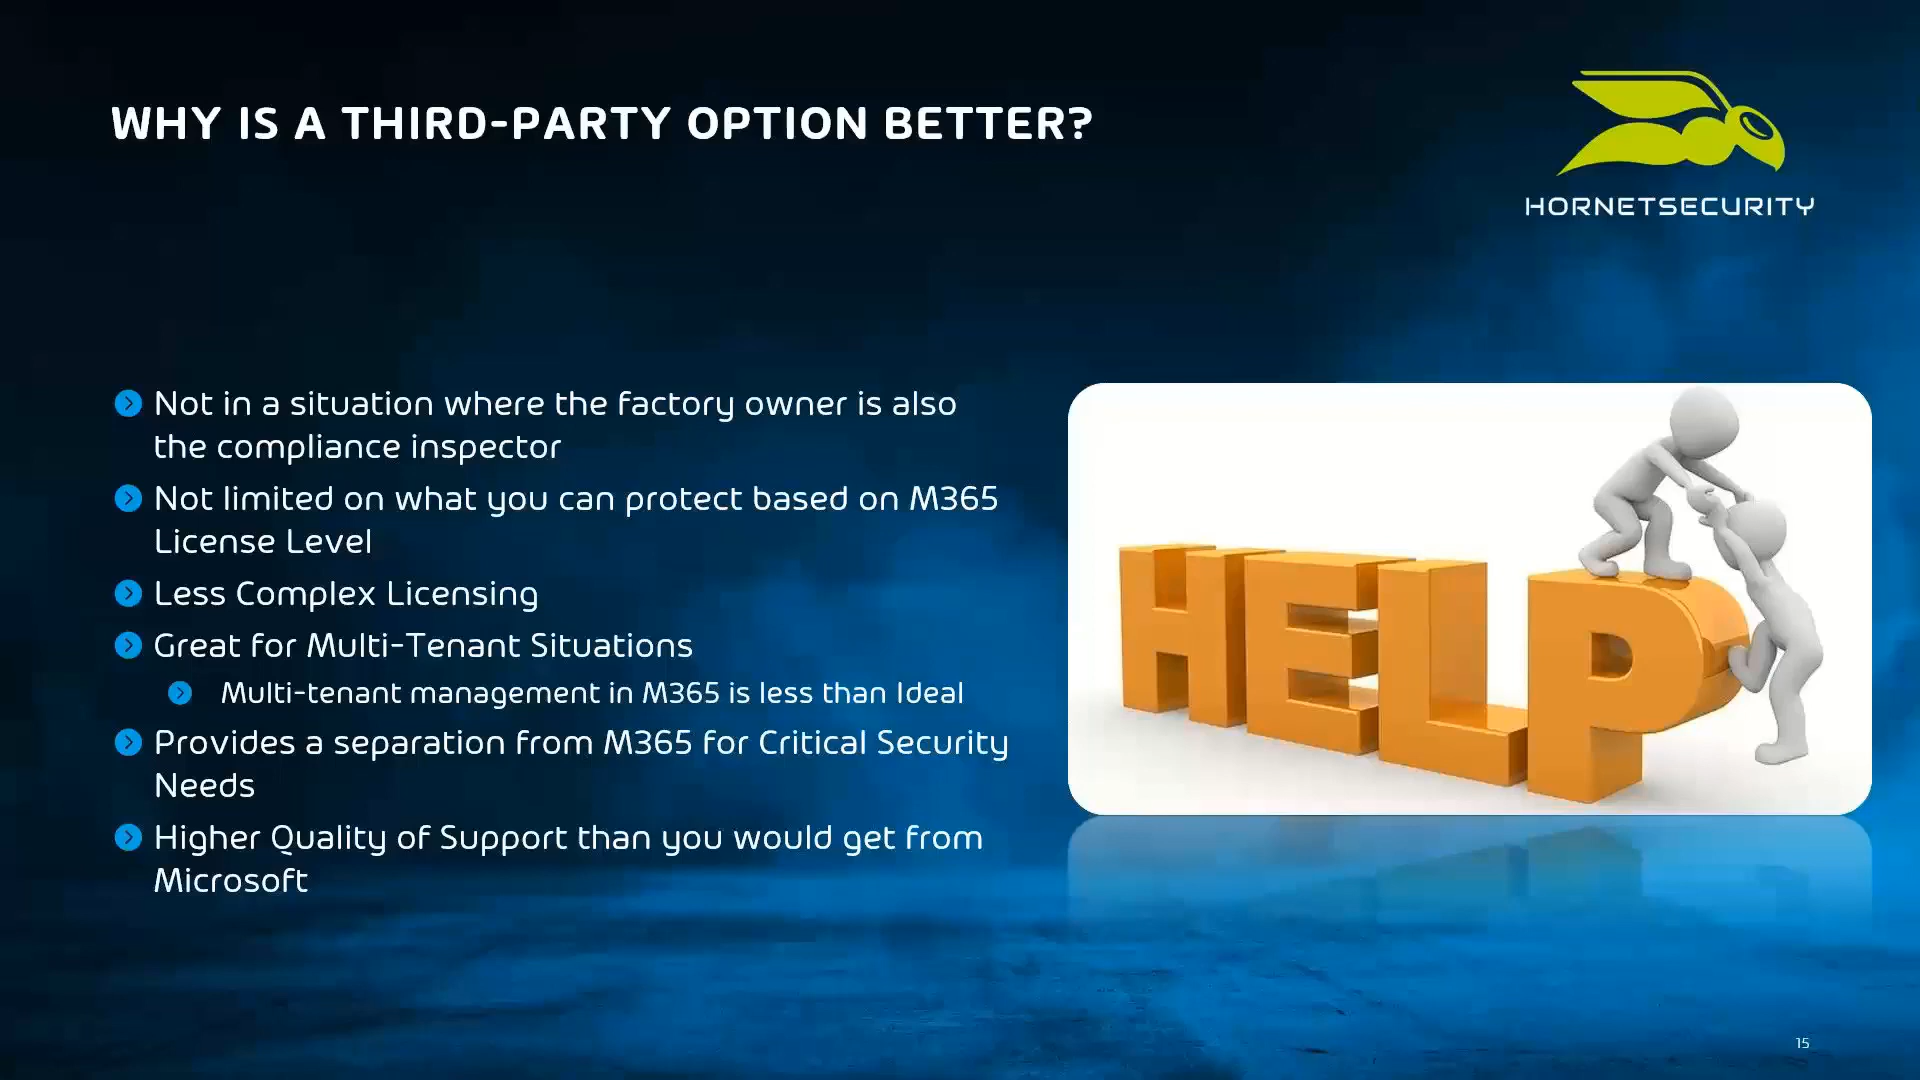 WHY IS A THIRD-PARTY OPTION BETTER?
HORNETSECURITY
Not in a situation where the factory owner is also
the compliance inspector
Not limited on what you can protect based on M365
License Level
Less Complex Licensing
Great for Multi-Tenant Situations
Multi-tenant management in M365 is less than Ideal
Provides a separation from M365 for Critical Security
Needs
Higher Quality of Support than you would get from
Microsoft
HELP
15